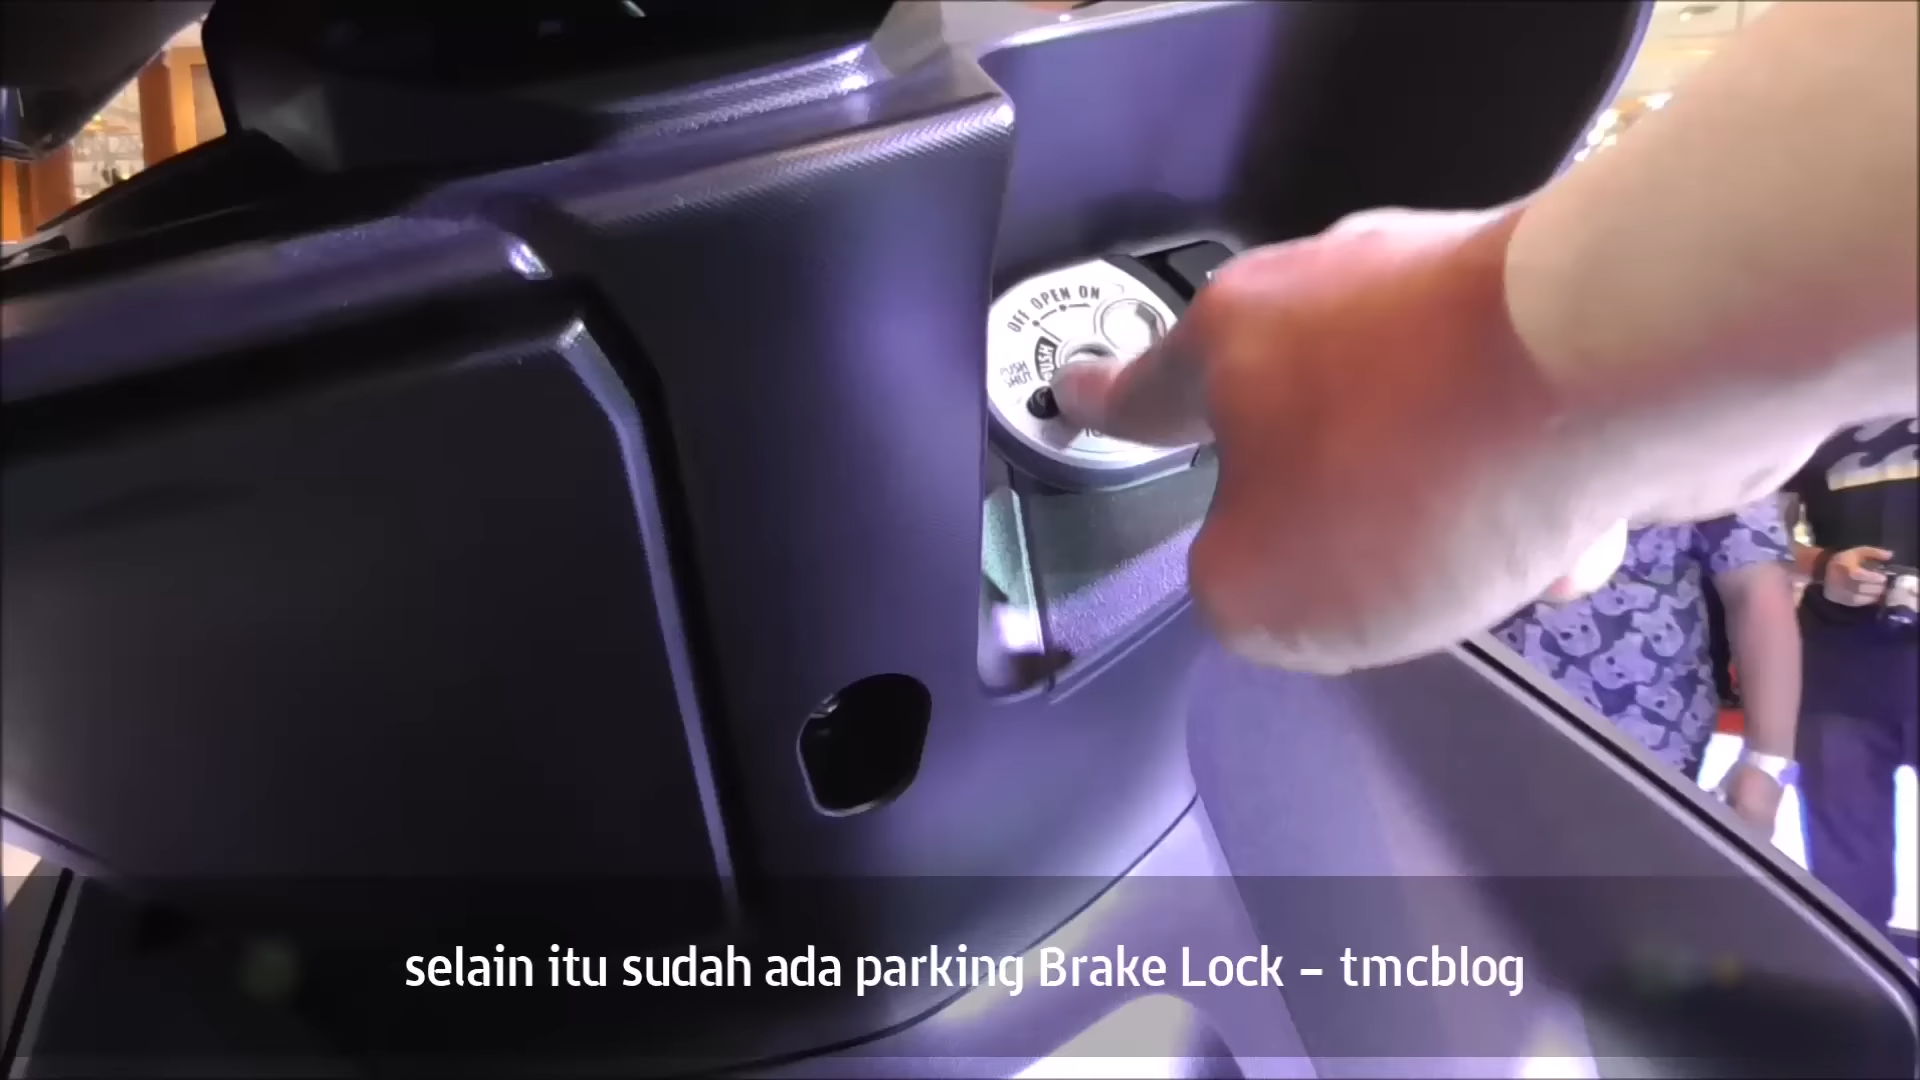 OFF OPEN ON
PUSH
PUSH
SHUT
selain itu sudah ada parking Brake Lock – tmcblog